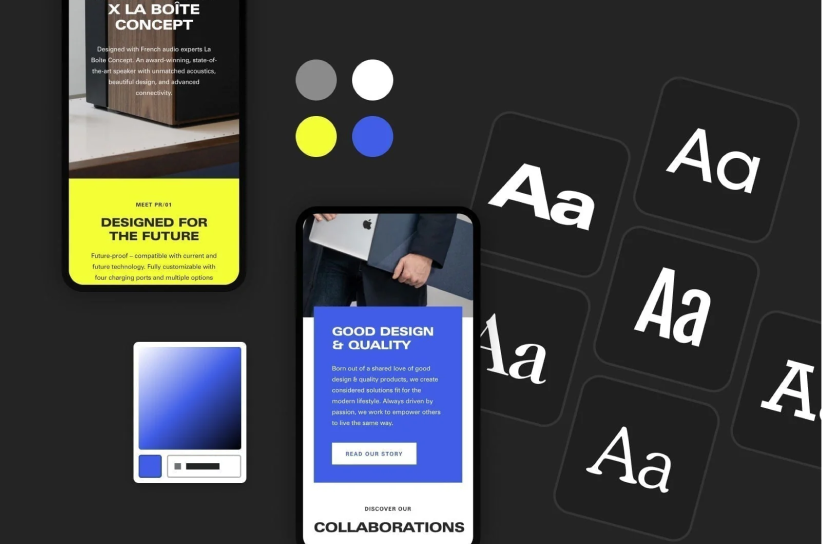 X LA BOÎTE
CONCEPT
Designed with French audio experts La
Boîte Concept. An award-winning, state-of-
the-art speaker with unmatched acoustics,
beautiful design, and advanced
connectivity.
MEET PR/01
DESIGNED FOR
THE FUTURE
Future-proof – compatible with current and
future technology. Fully customizable with
four charging ports and multiple options
GOOD DESIGN
& QUALITY
Born out of a shared love of good
design & quality products, we create
considered solutions fit for the
modern lifestyle. Always driven by
passion, we work to empower others
to live the same way.
READ OUR STORY
DISCOVER OUR
COLLABORATIONS
Aa
Aa
Aa
Aa
Aa
A